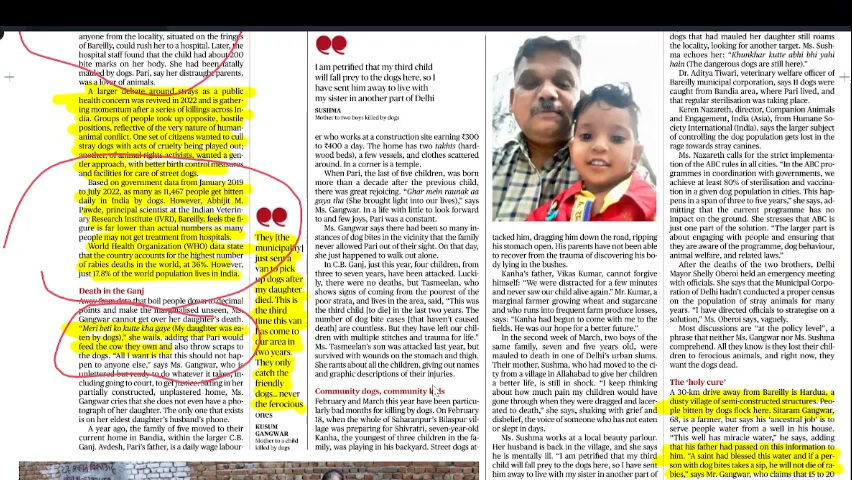 anyone from the locality, situated on the fringes
of Bareilly, could rush her to a hospital. Later, the
hospital staff found that the child had about 200
bite marks on her body. She had been fatally
mauled by dogs. Pari, say her distraught parents,
was a lover of animals.
A larger debate around strays as a public
health concern was revived in 2022 and is gather-
ing momentum after a series of killings across In-
dia. Groups of people took up opposite, hostile
positions, reflective of the very nature of human-
animal conflict. One set of citizens wanted to cull
stray dogs with acts of cruelty being played out;
another, of animal rights activists, wanted a gen-
der approach, with better birth control measures
and facilities for care of street dogs.
Based on government data from January 2019
to July 2022, as many as 11,467 people get bitten
daily in India by dogs. However, Abhijit M.
Pawde, principal scientist at the Indian Veterin-
ary Research Institute (IVRI), Bareilly, feels the fi-
gure is far lower than actual numbers as many
people may not get treatment from hospitals.
World Health Organization (WHO) data state
that the country accounts for the highest number
of rabies deaths in the world, at 36%. However,
just 17.8% of the world population lives in India.
Death in the Ganj
Away from data that boil people down to decimal
points and make the marginalised unseen, Ms.
Gangwar cannot get over her daughter's death.
"Meri beti ko kutte kha gaye (My daughter was ea-
ten by dogs)," she wails, adding that Pari would
feed the cow they own and also throw scraps to
the dogs. "All I want is that this should not hap-
pen to anyone else," says Ms. Gangwar, who is
unlettered but ready to do whatever it takes, in-
cluding going to court, to get justice. Sitting in her
partially constructed, unplastered home, Ms.
Gangwar cries that she does not even have a pho-
tograph of her daughter. The only one that exists
is on her eldest daughter's husband's phone.
A year ago, the family of five moved to their
current home in Bandia, within the larger C.B.
Ganj. Avdesh, Pari's father, is a daily wage labour-
They [the
municipality]
just sent a
van to pick
up dogs after
my daughter
died. This is
the third
time this van
has come to
our area in
two years.
They only
catch the
friendly
dogs.. never
the ferocious
ones
KUSUM
GANGWAR
Mother to a child
killed by dogs
I am petrified that my third child
will fall prey to the dogs here, so I
have sent him away to live with
my sister in another part of Delhi
SUSHMA
Mother to two boys killed by dogs
er who works at a construction site earning ₹300
to ₹400 a day. The home has two takhts (hard-
wood beds), a few vessels, and clothes scattered
around. In a corner is a temple.
When Pari, the last of five children, was born
more than a decade after the previous child,
there was great rejoicing. "Ghar mein raunak aa
gaya tha (She brought light into our lives)," says
Ms. Gangwar. In a life with little to look forward
to and few joys, Pari was a constant.
Ms. Gangwar says there had been so many in-
stances of dog bites in the vicinity that the family
never allowed Pari out of their sight. On that day,
she just happened to walk out alone.
In C.B. Ganj, just this year, four children, from
three to seven years, have been attacked. Lucki-
ly, there were no deaths, but Tasmeelan, who
shows signs of coming from the poorest of the
poor strata, and lives in the area, said, "This was
the third child [to die] in the last two years. The
number of dog bite cases [that haven't caused
death] are countless. But they have left our chil-
dren with multiple stitches and trauma for life."
Ms. Tasmeelan's son was attacked last year, but
survived with wounds on the stomach and thigh.
She rants about all the children, giving out names
and graphic descriptions of their injuries.
Community dogs, community
February and March this year have been particu-
larly bad months for killing by dogs. On February
18, when the whole of Saharanpur's Bilaspur vil-
lage was preparing for Shivratri, seven-year-old
Kanha, the youngest of three children in the fa-
mily, was playing in his backyard. Street dogs at-
tacked him, dragging him down the road, ripping
his stomach open. His parents have not been able
to recover from the trauma of discovering his bo-
dy lying in the bushes.
Kanha's father, Vikas Kumar, cannot forgive
himself: "We were distracted for a few minutes
and never saw our child alive again." Mr. Kumar, a
marginal farmer growing wheat and sugarcane
who runs into frequent farm produce losses,
says: "Kanha had begun to come with me to the
fields. He was our hope for a better future."
In the second week of March, two boys of the
same family, seven and five years old, were
mauled to death in one of Delhi's urban slums.
Their mother, Sushma, who had moved to the ci-
ty from a village in Allahabad to give her children
a better life, is still in shock. "I keep thinking
about how much pain my children would have
gone through when they were dragged and lacer-
ated to death," she says, shaking with grief and
disbelief, the voice of someone who has not eaten
or slept in days.
Ms. Sushma works at a local beauty parlour.
Her husband is back in the village, and she says
he is mentally ill. "I am petrified that my third
child will fall prey to the dogs here, so I have sent
him away to live with my sister in another part of
dogs that had mauled her daughter still roams
the locality, looking for another target. Ms. Sush-
ma echoes her: "Khunkhar kutte abhi bhi yahi
hain (The dangerous dogs are still here)."
Dr. Aditya Tiwari, veterinary welfare officer of
Bareilly municipal corporation, says 11 dogs were
caught from Bandia area, where Pari lived, and
that regular sterilisation was taking place.
Keren Nazareth, director, Companion Animals
and Engagement, India (Asia), from Humane So-
ciety International (India), says the larger subject
of controlling the dog population gets lost in the
rage towards stray canines.
Ms. Nazareth calls for the strict implementation
of the ABC rules in all cities. "In the ABC pro-
grammes in coordination with governments, we
achieve at least 80% of sterilisation and vaccina-
tion in a given dog population in cities. This hap-
pens in a span of three to five years," she says, ad-
mitting that the current programme has no
impact on the ground. She stresses that ABC is
just one part of the solution. "The larger part is
about engaging with people and ensuring that
they are aware of the programme, dog behaviour,
animal welfare, and related laws."
After the deaths of the two brothers, Delhi
Mayor Shelly Oberoi held an emergency meeting
with officials. She says that the Municipal Corpo-
ration of Delhi hadn't conducted a proper census
on the population of stray animals for many
years. "I have directed officials to strategise on a
solution," Ms. Oberoi says, vaguely.
Most discussions are "at the policy level", a
phrase that neither Ms. Gangwar nor Ms. Sushma
comprehend. All they know is they lost their chil-
dren to ferocious animals, and right now, they
want the dogs dead.
The 'holy cure'
A 30-km drive away from Bareilly is Hardua, a
dusty village of semi-constructed structures. Peo-
ple bitten by dogs flock here. Sitaram Gangwar,
68, is a farmer, but says his 'ancestral job' is to
serve people water from a well in his house.
"This well has miracle water," he says, adding
that his father had passed on this information to
him. "A saint had blessed this water and if a per-
son with dog bites takes a sip, he will not die of ra-
bies," says Mr. Gangwar, who claims that 15 to 20